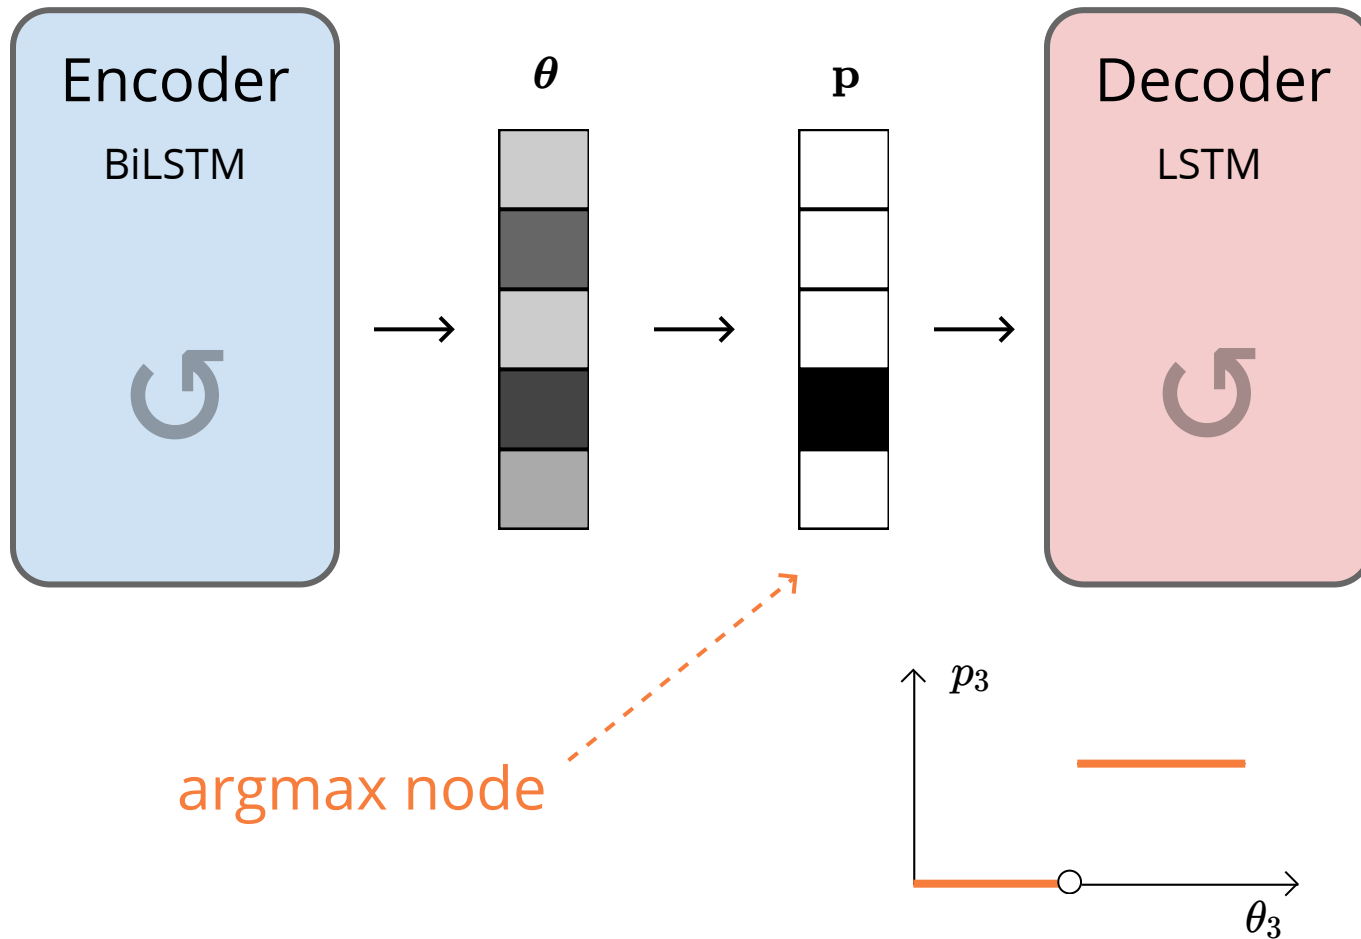 Encoder
BiLSTM
θ
p
Decoder
LSTM
argmax node
p₃
θ₃